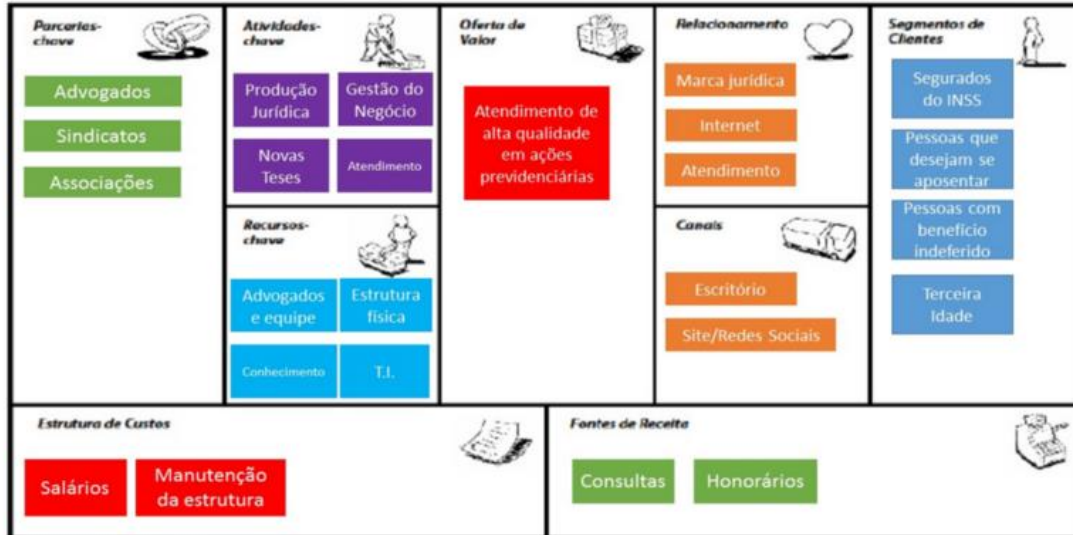 Parcerias-
chave
Advogados
Sindicatos
Associações
Atividades-
chave
Produção
Jurídica
Gestão do
Negócio
Novas
Teses
Atendimento
Recursos-
chave
Advogados
e equipe
Estrutura
física
Conhecimento
T.I.
Oferta de
Valor
Atendimento de
alta qualidade
em ações
previdenciárias
Relacionamento
Marca jurídica
Internet
Atendimento
Canais
Escritório
Site/Redes Sociais
Segmentos de
Clientes
Segurados
do INSS
Pessoas que
desejam se
aposentar
Pessoas com
benefício
indeferido
Terceira
Idade
Estrutura de Custos
Salários
Manutenção
da estrutura
Fontes de Receita
Consultas
Honorários